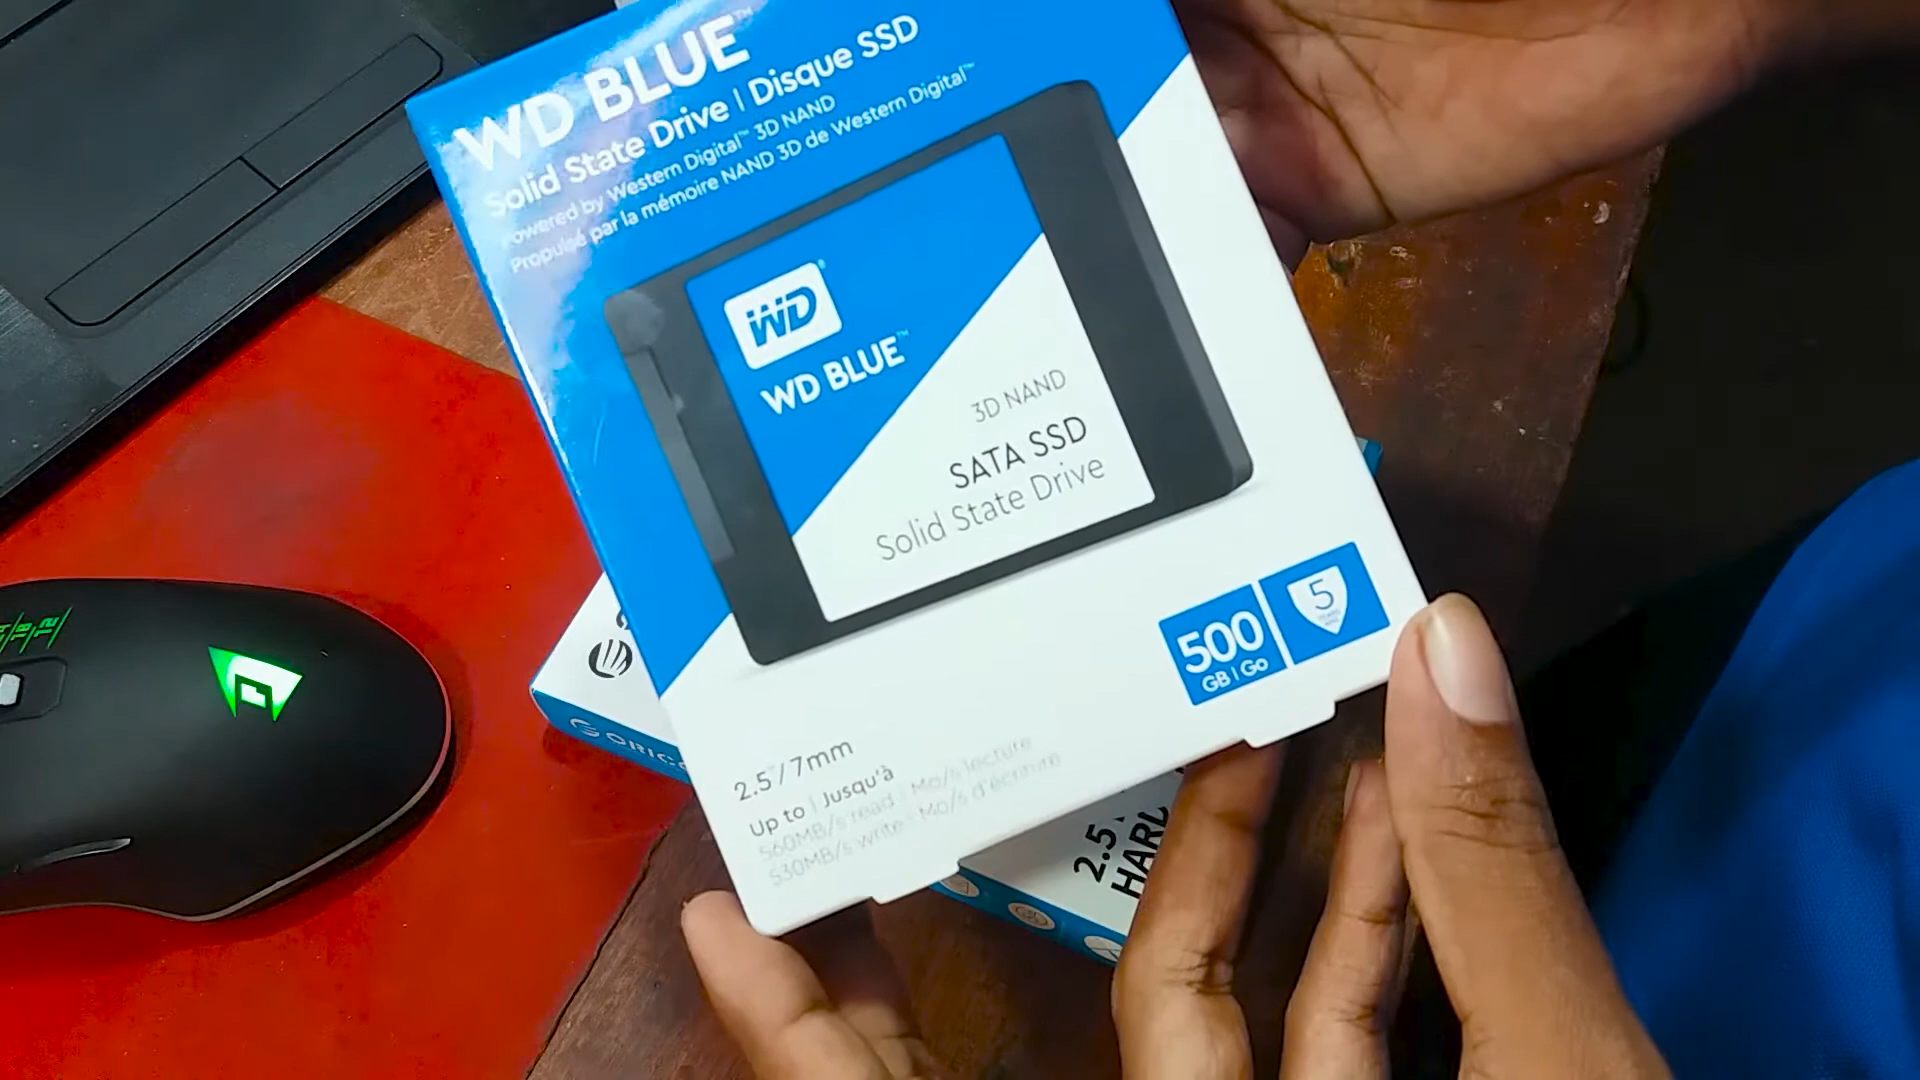 WD BLUE™
Solid State Drive | Disque SSD
Powered by Western Digital™ 3D NAND
Propulsé par la mémoire NAND 3D de Western Digital™
WD®
WD BLUE™
3D NAND
SATA SSD
Solid State Drive
500
GB | Go
5
2.5"/7mm
Up to | Jusqu'à
560MB/s read | Mo/s lecture
530MB/s write - Mo/s d'écriture
ORICO
2.5
HARD